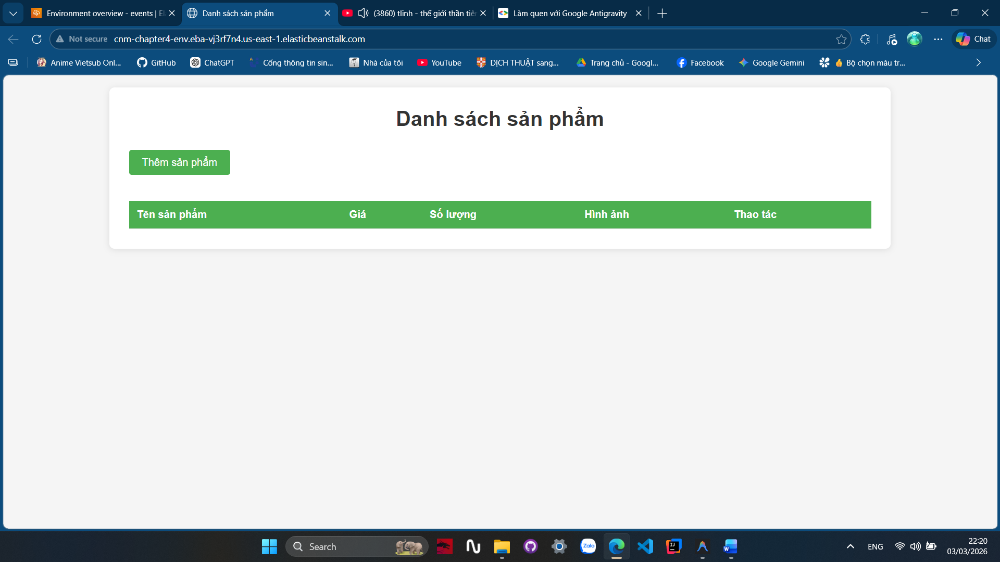 Environment overview - events | El
Danh sách sản phẩm
(3860) tlinh - thế giới thần tiên
Làm quen với Google Antigravity
Not secure cnm-chapter4-env.eba-vj3rf7n4.us-east-1.elasticbeanstalk.com
Chat
Anime Vietsub Onl...
GitHub
ChatGPT
Cổng thông tin sin...
Nhà của tôi
YouTube
DỊCH THUẬT sang...
Trang chủ - Googl...
Facebook
Google Gemini
👍 Bộ chọn màu tr...
Danh sách sản phẩm
Thêm sản phẩm
Tên sản phẩm Giá Số lượng Hình ảnh Thao tác
Search
Zalo
ENG
22:20
03/03/2026